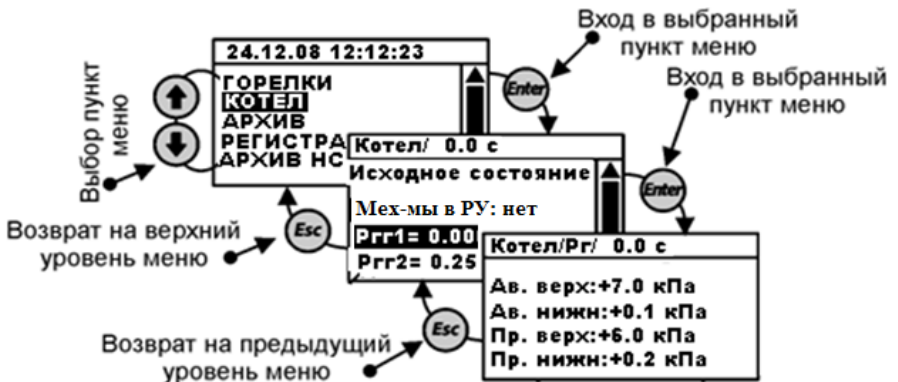 Вход в выбранный
пункт меню
24.12.08 12:12:23
ГОРЕЛКИ
КОТЕЛ
АРХИВ
РЕГИСТРА
АРХИВ НС
Enter
Вход в выбранный
пункт меню
Выбор пункт
меню
Котел/ 0.0 с
Исходное состояние
Мех-мы в РУ: нет
Ргг1= 0.00
Ргг2= 0.25
Enter
Esc
Возврат на верхний
уровень меню
Котел/Рг/ 0.0 с
Ав. верх:+7.0 кПа
Ав. нижн:+0.1 кПа
Пр. верх:+6.0 кПа
Пр. нижн:+0.2 кПа
Esc
Возврат на предыдущий
уровень меню